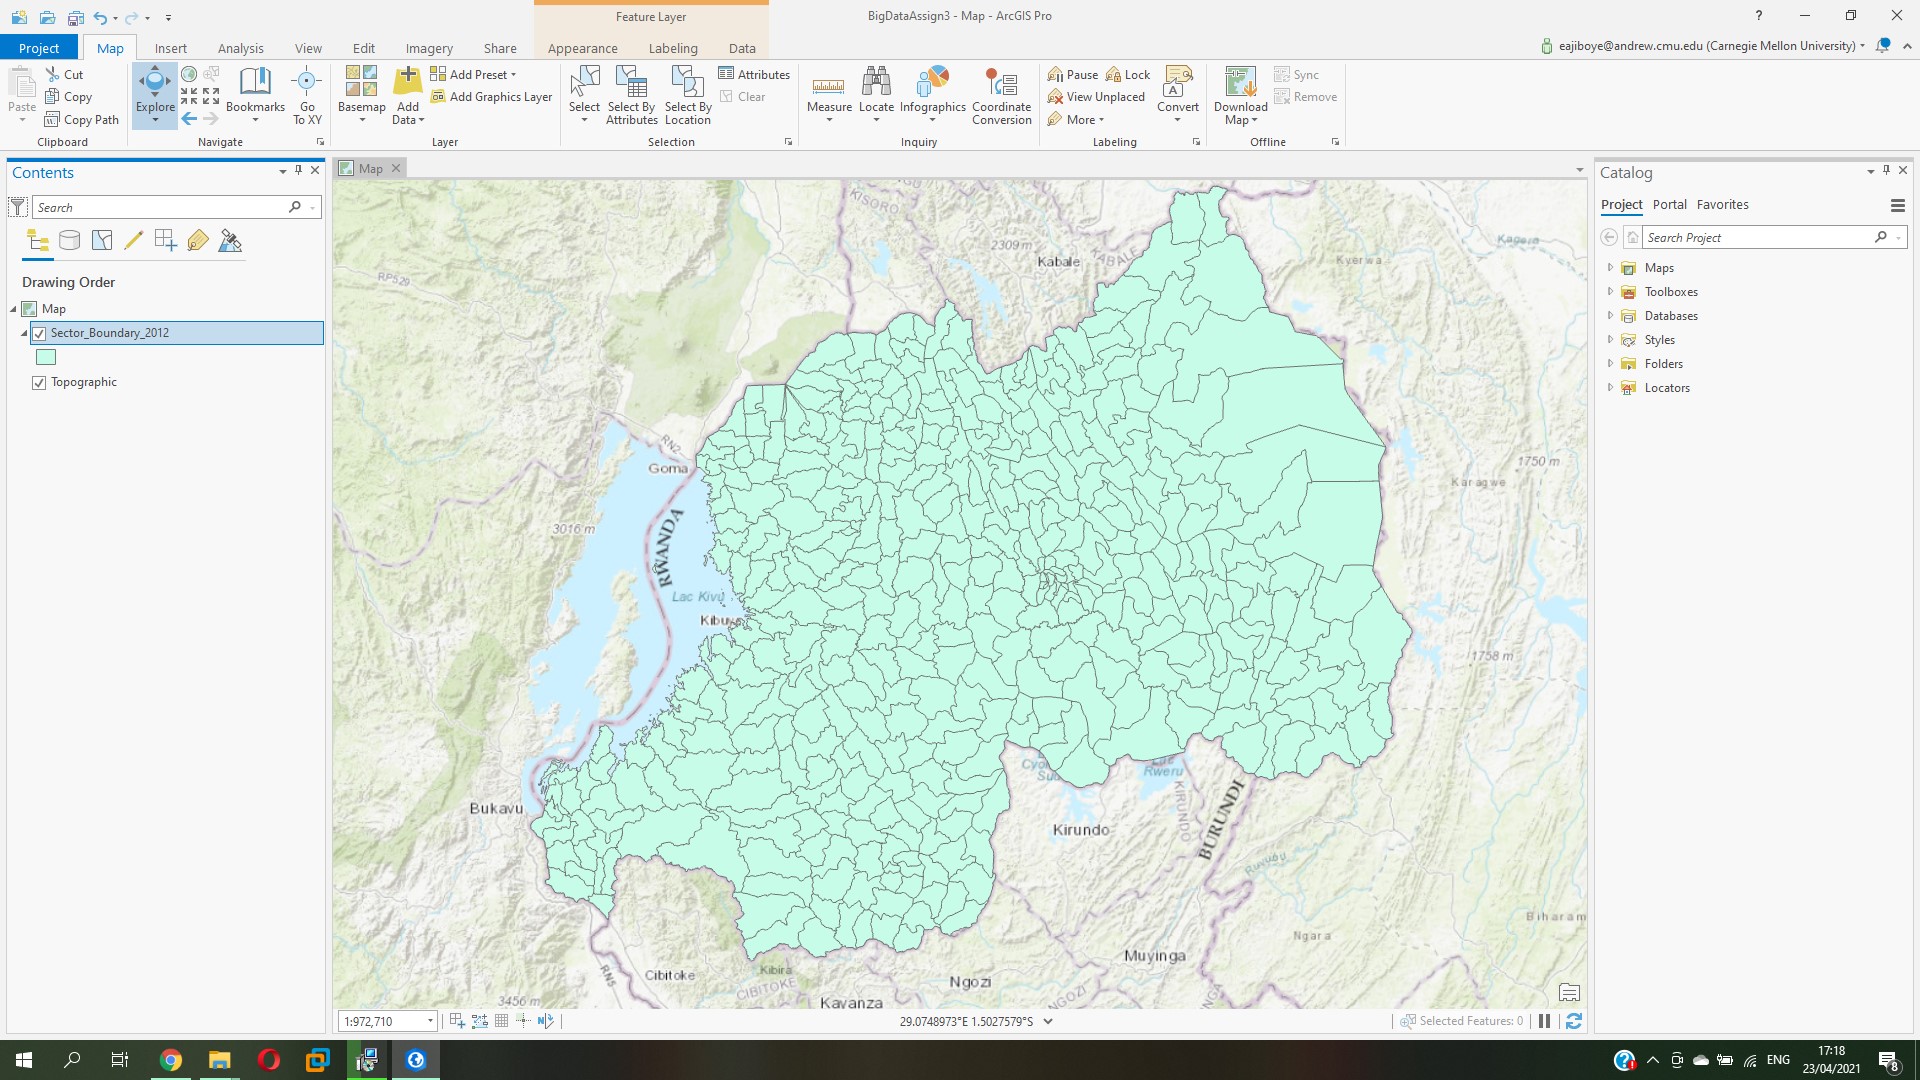 BigDataAssign3 - Map - ArcGIS Pro
Feature Layer
?
Project
Map
Insert
Analysis
View
Edit
Imagery
Share
Appearance
Labeling
Data
eajiboye@andrew.cmu.edu (Carnegie Mellon University)
Paste
Cut
Copy
Copy Path
Clipboard
Explore
Bookmarks
Go To XY
Navigate
Basemap
Add Data
Add Preset
Add Graphics Layer
Layer
Select
Select By Attributes
Select By Location
Attributes
Clear
Selection
Measure
Locate
Infographics
Coordinate Conversion
Inquiry
Pause
Lock
View Unplaced
More
Convert
Labeling
Download Map
Sync
Remove
Offline
Contents
Search
Drawing Order
Map
Sector_Boundary_2012
Topographic
Map
KISORO
2309 m
Kabale
KABALE
Kyerwa
Kagera
RP529
RN2
Goma
3016 m
RWANDA
Lac Kivu
Karagwe
1750 m
1758 m
Bukavu
Rweru
KIRUNDO
BURUNDI
Kirundo
Ruvubu
Biharam
Ngara
Muyinga
Ngozi
NGOZI
Kibira
CIBITOKE
Cibitoke
RN5
3456 m
Kayanza
1:972,710
29.0748973°E 1.5027579°S
Selected Features: 0
Catalog
Project
Portal
Favorites
Search Project
Maps
Toolboxes
Databases
Styles
Folders
Locators
ENG
17:18
23/04/2021
8